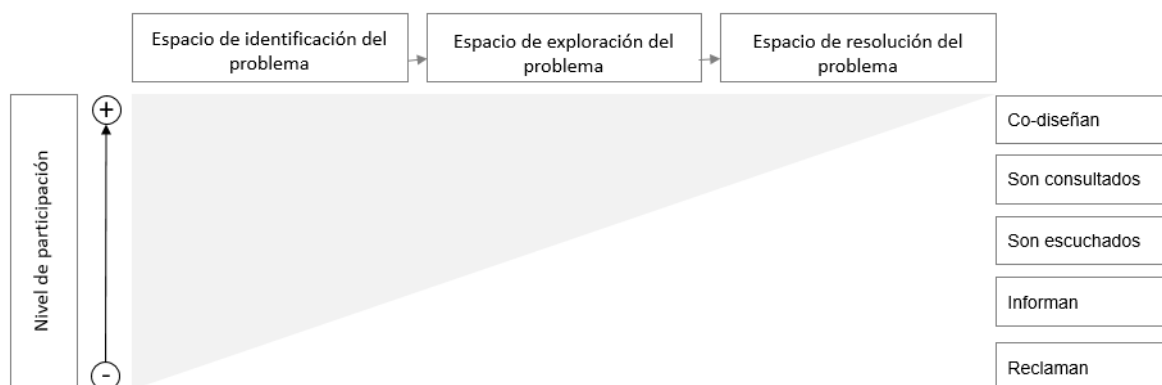 Espacio de identificación del
problema
Espacio de exploración del
problema
Espacio de resolución del
problema
Nivel de participación
+
-
Co-diseñan
Son consultados
Son escuchados
Informan
Reclaman